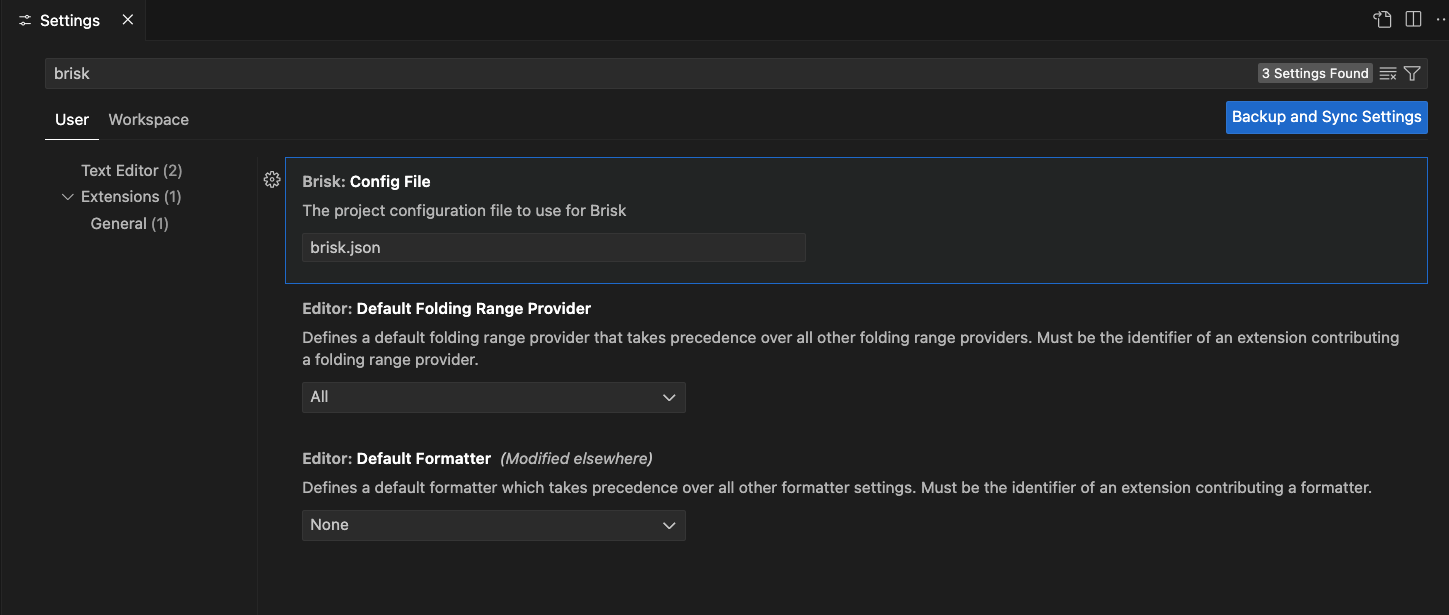 Settings
brisk
3 Settings Found
User Workspace
Backup and Sync Settings
Text Editor (2)
Extensions (1)
General (1)
Brisk: Config File
The project configuration file to use for Brisk
brisk.json
Editor: Default Folding Range Provider
Defines a default folding range provider that takes precedence over all other folding range providers. Must be the identifier of an extension contributing
a folding range provider.
All
Editor: Default Formatter (Modified elsewhere)
Defines a default formatter which takes precedence over all other formatter settings. Must be the identifier of an extension contributing a formatter.
None